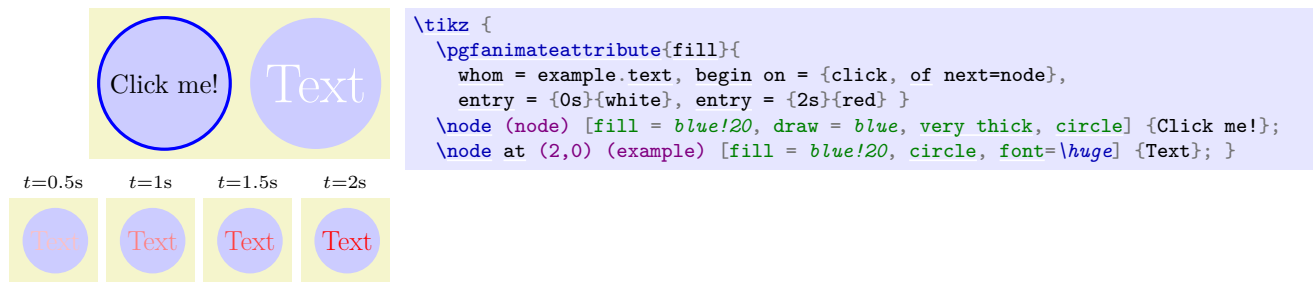 Click me! Text
t=0.5s t=1s t=1.5s t=2s
Text Text Text Text
\tikz {
\pgfanimateattribute{fill}{
whom = example.text, begin on = {click, of next=node},
entry = {0s}{white}, entry = {2s}{red} }
\node (node) [fill = blue!20, draw = blue, very thick, circle] {Click me!};
\node at (2,0) (example) [fill = blue!20, circle, font=\huge] {Text}; }